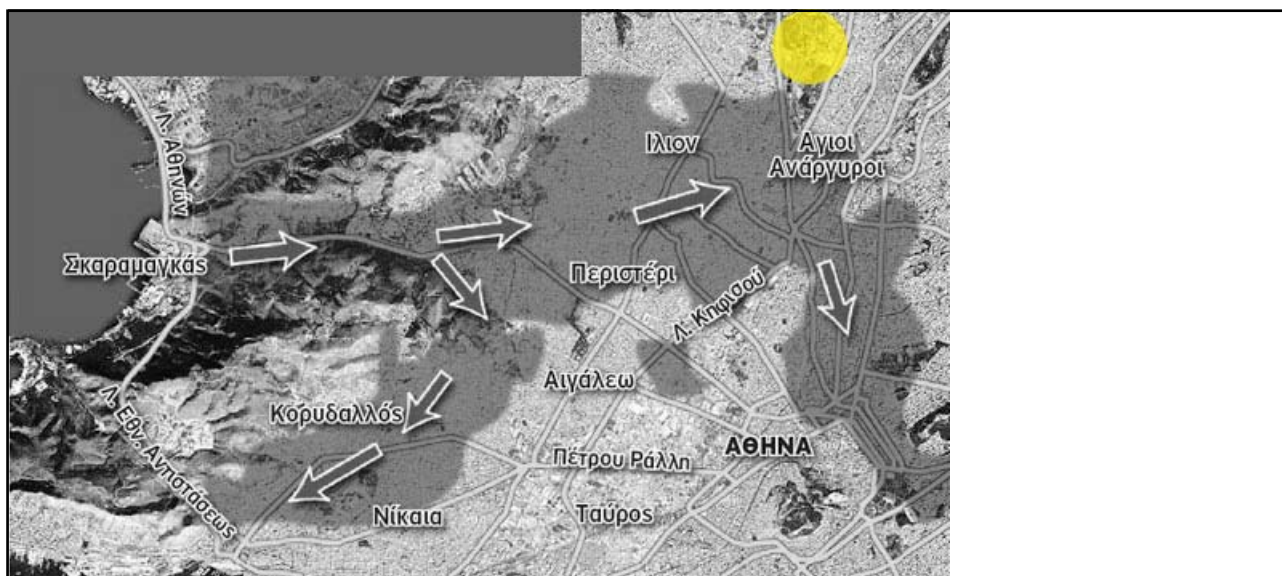 Λ. Αθηνών
Ίλιον
Άγιοι
Ανάργυροι
Σκαραμαγκάς
Περιστέρι
Λ. Κηφισού
Αιγάλεω
Κορυδαλλός
Λ. Εθν. Αντιστάσεως
ΑΘΗΝΑ
Πέτρου Ράλλη
Νίκαια
Ταύρος